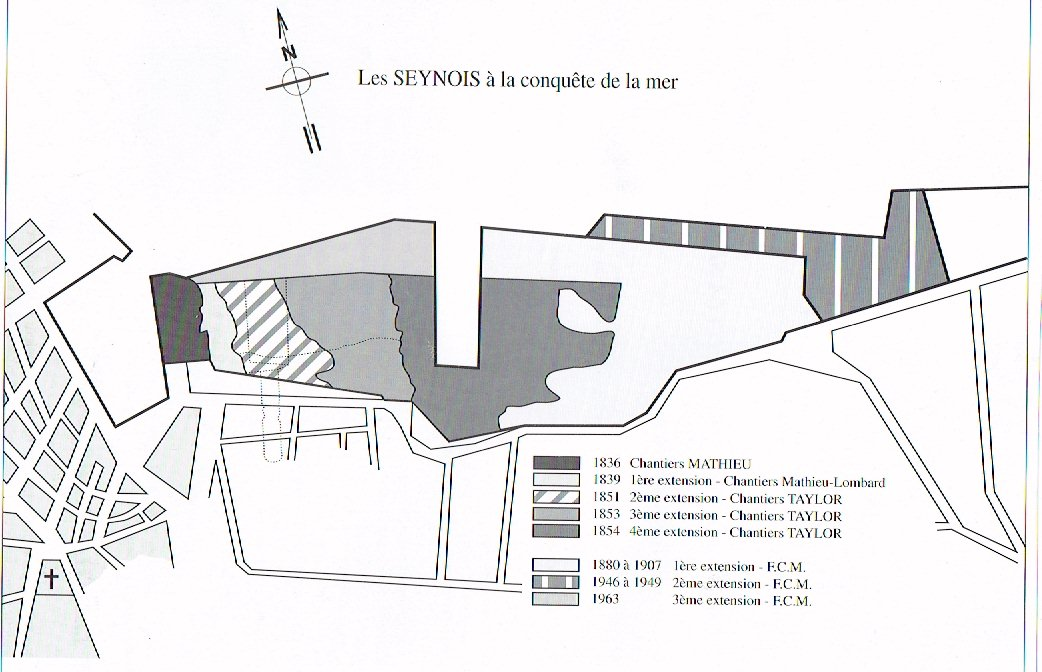 N
Les SEYNOIS à la conquête de la mer
1836 Chantiers MATHIEU
1839 1ère extension - Chantiers Mathieu-Lombard
1851 2ème extension - Chantiers TAYLOR
1853 3ème extension - Chantiers TAYLOR
1854 4ème extension - Chantiers TAYLOR
1880 à 1907 1ère extension - F.C.M.
1946 à 1949 2ème extension - F.C.M.
1963 3ème extension - F.C.M.